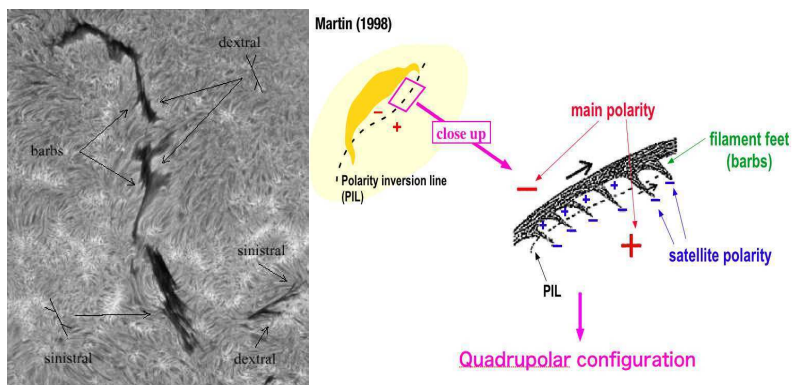 dextral
barbs
sinistral
sinistral
dextral
Martin (1998)
−
+
close up
Polarity inversion line
(PIL)
main polarity
−
filament feet
(barbs)
+
+
+
+
+
−
−
−
−
−
−
+
satellite polarity
PIL
Quadrupolar configuration